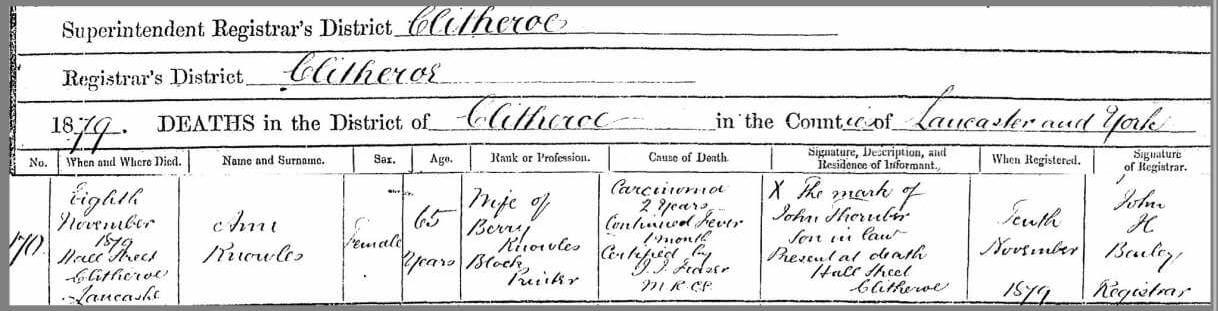 Superintendent Registrar's District Clitheroe
Registrar's District Clitheroe
1879. DEATHS in the District of Clitheroe in the Counties of Lancaster and York
No. When and Where Died. Name and Surname. Sex. Age. Rank or Profession. Cause of Death. Signature, Description, and Residence of Informant. When Registered. Signature of Registrar.
170
Eighth
November
1879
Hall Street
Clitheroe
Lancashe
Ann
Knowles
Female
65
Years
Wife of
Berry
Knowles
Block
Printer
Carcinoma
2 Years
Continued Fever
1 month
Certified by
Fraser
M R C P
X The mark of
John Thornber
Son in law
Present at death
Hall Street
Clitheroe
Tenth
November
1879
John
H
Registrar